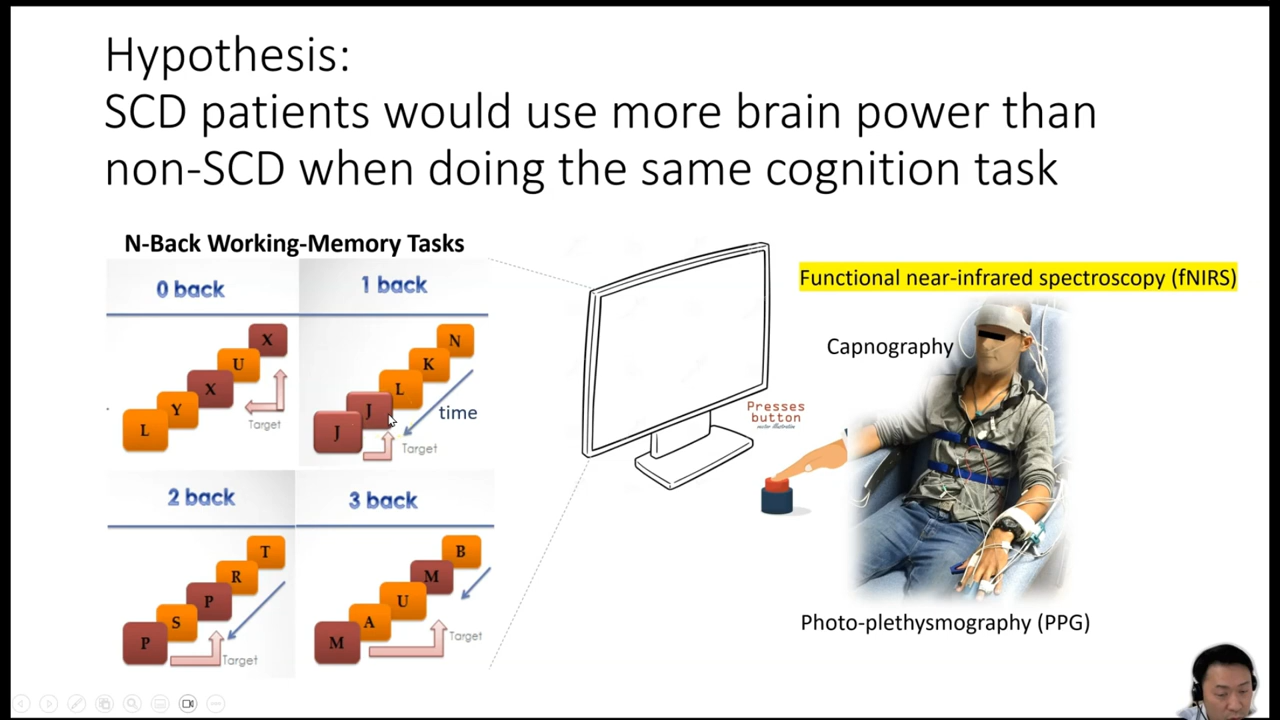 Hypothesis:
SCD patients would use more brain power than
non-SCD when doing the same cognition task
N-Back Working-Memory Tasks
0 back
X
U
X
Y
L
Target
1 back
N
K
L
J
J
time
Target
2 back
T
R
P
S
P
Target
3 back
B
M
U
A
M
Target
Presses
button
vector illustration
Functional near-infrared spectroscopy (fNIRS)
Capnography
Photo-plethysmography (PPG)